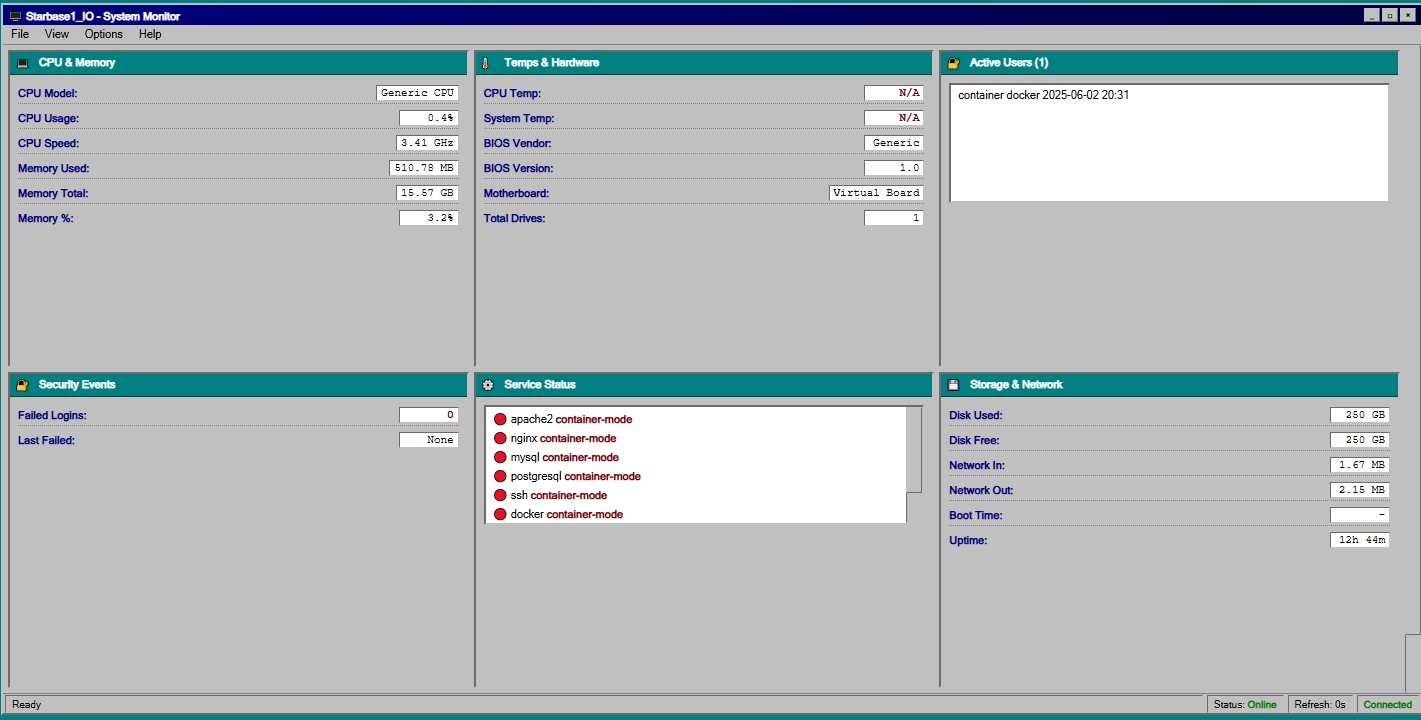 Starbase1_IO - System Monitor
File View Options Help
CPU & Memory
CPU Model: Generic CPU
CPU Usage: 0.4%
CPU Speed: 3.41 GHz
Memory Used: 510.78 MB
Memory Total: 15.57 GB
Memory %: 3.2%
Temps & Hardware
CPU Temp: N/A
System Temp: N/A
BIOS Vendor: Generic
BIOS Version: 1.0
Motherboard: Virtual Board
Total Drives: 1
Active Users (1)
container docker 2025-06-02 20:31
Security Events
Failed Logins: 0
Last Failed: None
Service Status
apache2 container-mode
nginx container-mode
mysql container-mode
postgresql container-mode
ssh container-mode
docker container-mode
Storage & Network
Disk Used: 250 GB
Disk Free: 250 GB
Network In: 1.67 MB
Network Out: 2.15 MB
Boot Time: -
Uptime: 12h 44m
Ready Status: Online Refresh: 0s Connected